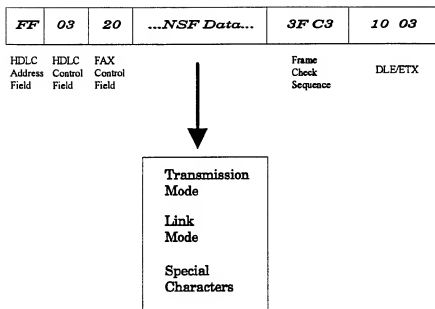 FF 03 20 ...NSF Data... 3F C3 10 03
HDLC Address Field
HDLC Control Field
FAX Control Field
Frame Check Sequence
DLE/ETX
Transmission
Mode
Link
Mode
Special
Characters